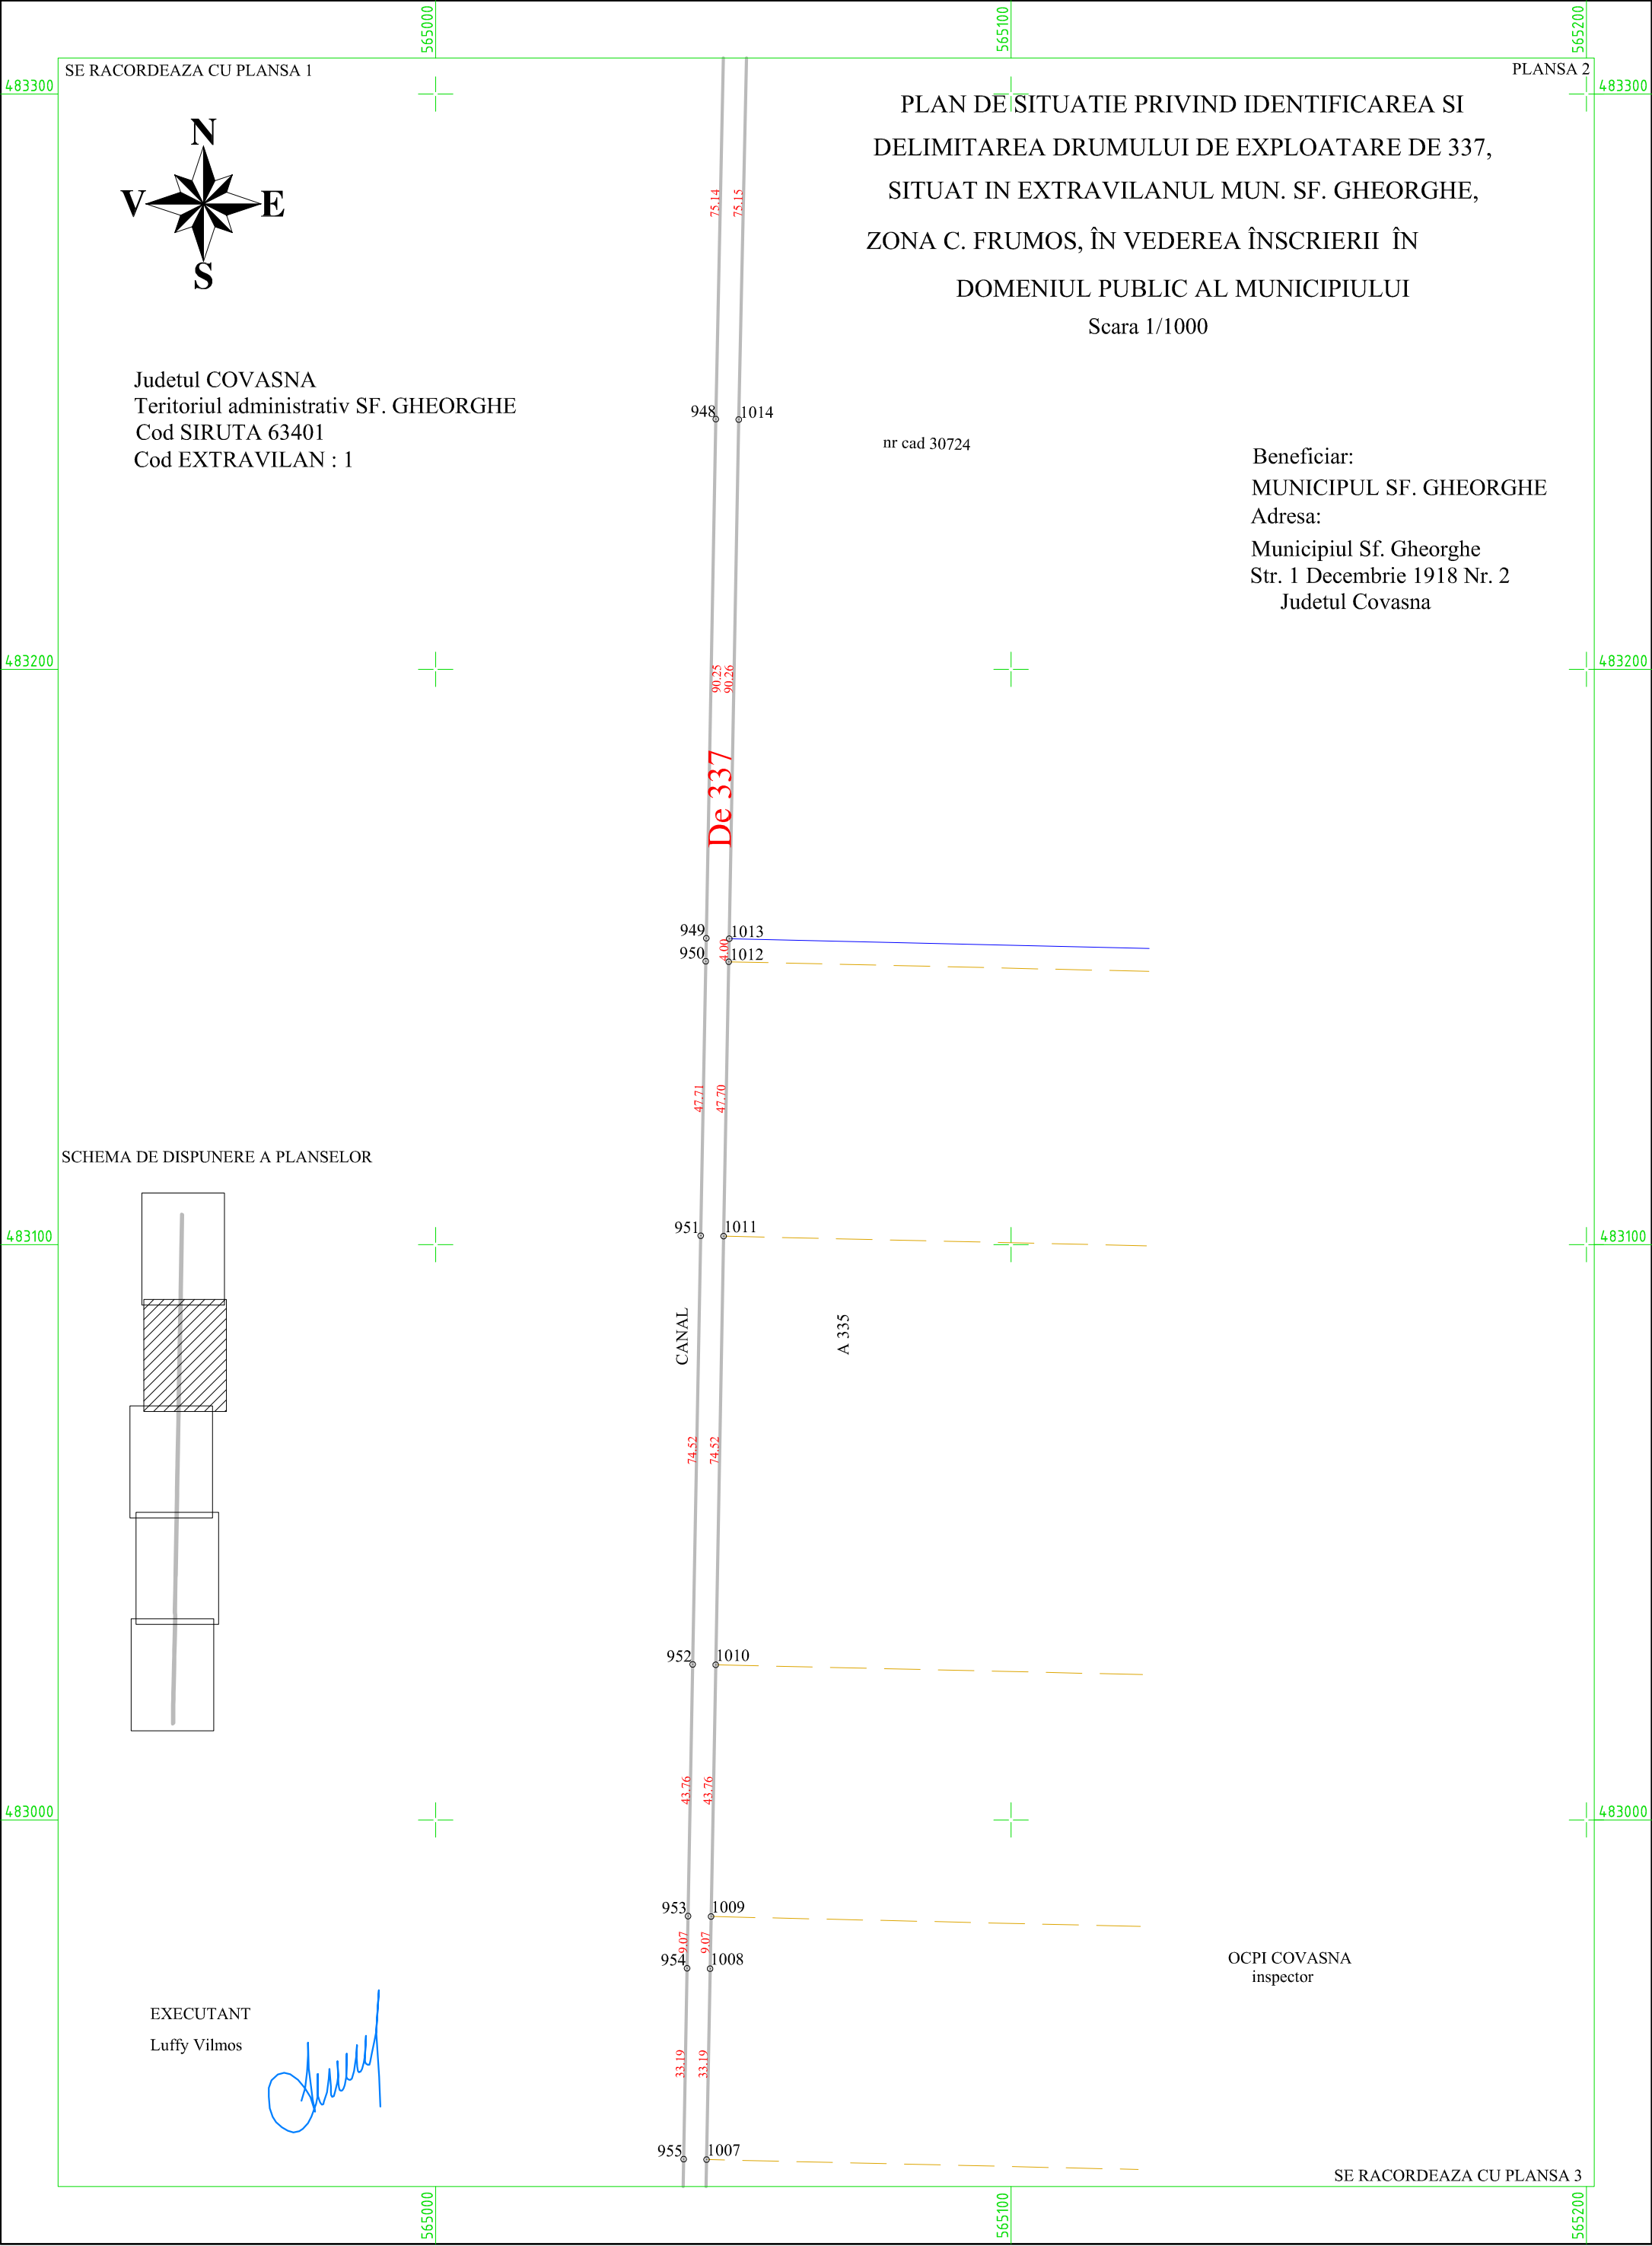 565000
565100
565200
SE RACORDEAZA CU PLANSA 1
PLANSA 2
483300
483300
PLAN DE SITUATIE PRIVIND IDENTIFICAREA SI
DELIMITAREA DRUMULUI DE EXPLOATARE DE 337,
SITUAT IN EXTRAVILANUL MUN. SF. GHEORGHE,
ZONA C. FRUMOS, ÎN VEDEREA ÎNSCRIERII ÎN
DOMENIUL PUBLIC AL MUNICIPIULUI
Scara 1/1000
N
V
E
S
75.14
75.15
Judetul COVASNA
Teritoriul administrativ SF. GHEORGHE
Cod SIRUTA 63401
Cod EXTRAVILAN : 1
948
1014
nr cad 30724
Beneficiar:
MUNICIPUL SF. GHEORGHE
Adresa:
Municipiul Sf. Gheorghe
Str. 1 Decembrie 1918 Nr. 2
Judetul Covasna
483200
483200
90.25
90.26
De 337
949
1013
4.00
950
1012
47.71
47.70
SCHEMA DE DISPUNERE A PLANSELOR
951
1011
483100
483100
CANAL
A 335
74.52
74.52
952
1010
43.76
43.76
483000
483000
953
1009
9.07
9.07
954
1008
OCPI COVASNA
inspector
EXECUTANT
Luffy Vilmos
33.19
33.19
955
1007
SE RACORDEAZA CU PLANSA 3
565000
565100
565200